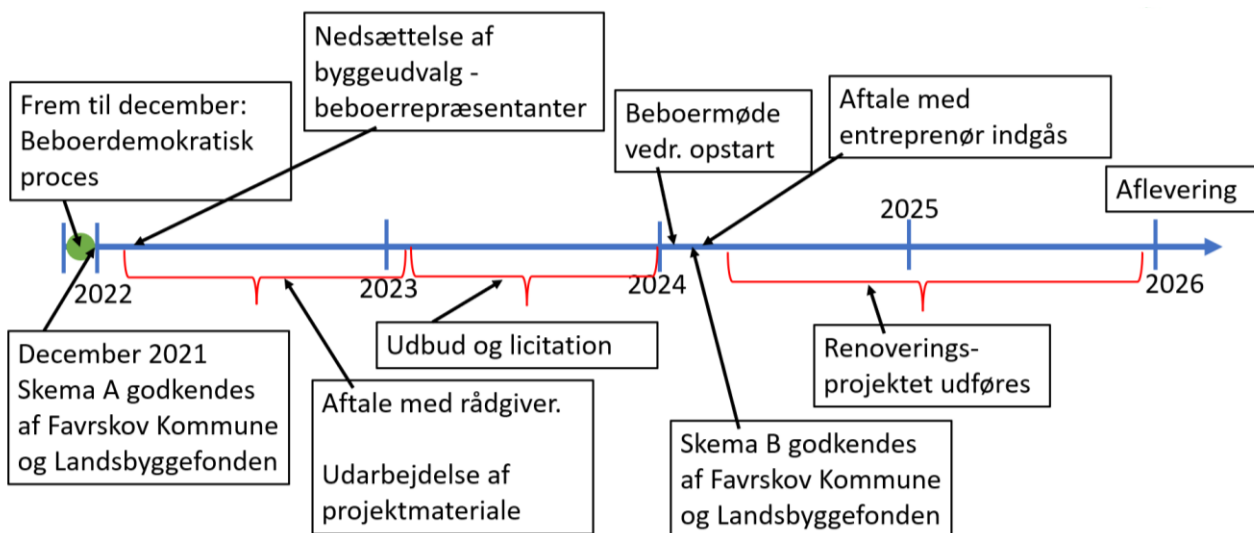 Frem til december:
Beboerdemokratisk
proces
Nedsættelse af
byggeudvalg -
beboerrepræsentanter
Beboermøde
vedr. opstart
Aftale med
entreprenør indgås
Aflevering
2022
2023
2024
2025
2026
December 2021
Skema A godkendes
af Favrskov Kommune
og Landsbyggefonden
Aftale med rådgiver.
Udarbejdelse af
projektmateriale
Udbud og licitation
Skema B godkendes
af Favrskov Kommune
og Landsbyggefonden
Renoverings-
projektet udføres